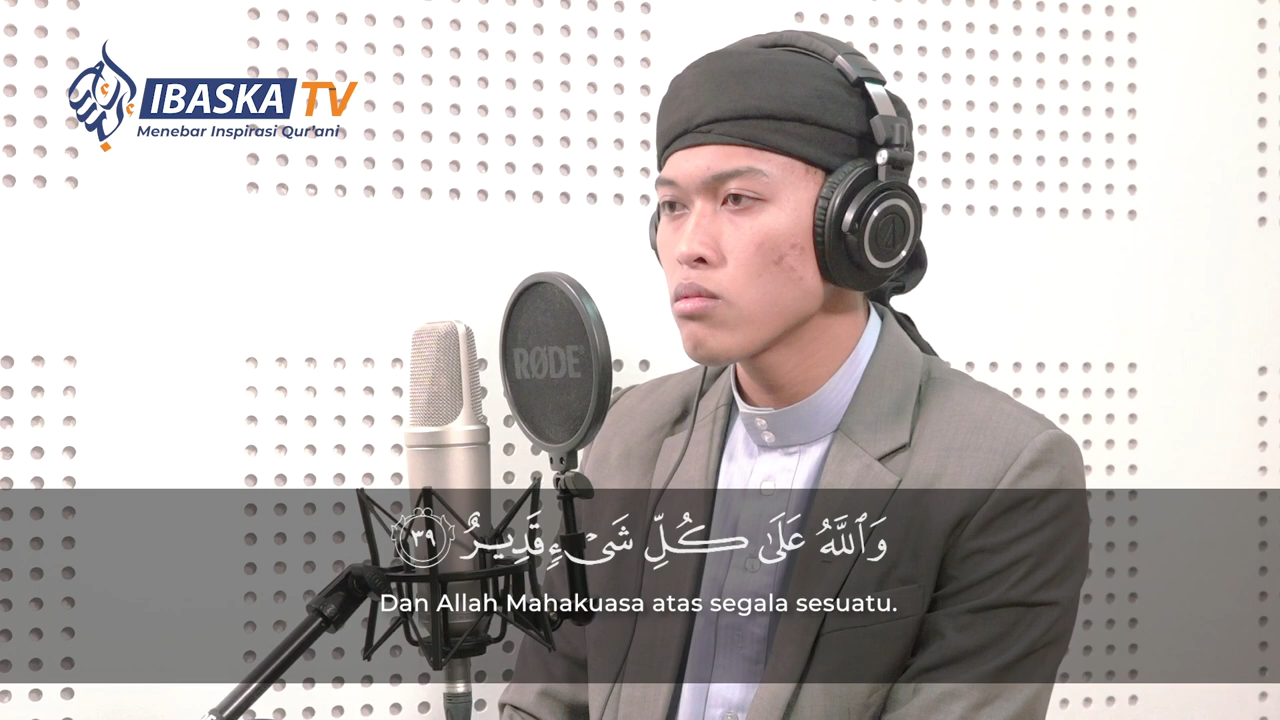 IBASKA TV
Menebar Inspirasi Qur'ani
RØDE
وَٱللَّهُ عَلَىٰ كُلِّ شَىْءٍ قَدِيرٌ ٣٩
Dan Allah Mahakuasa atas segala sesuatu.